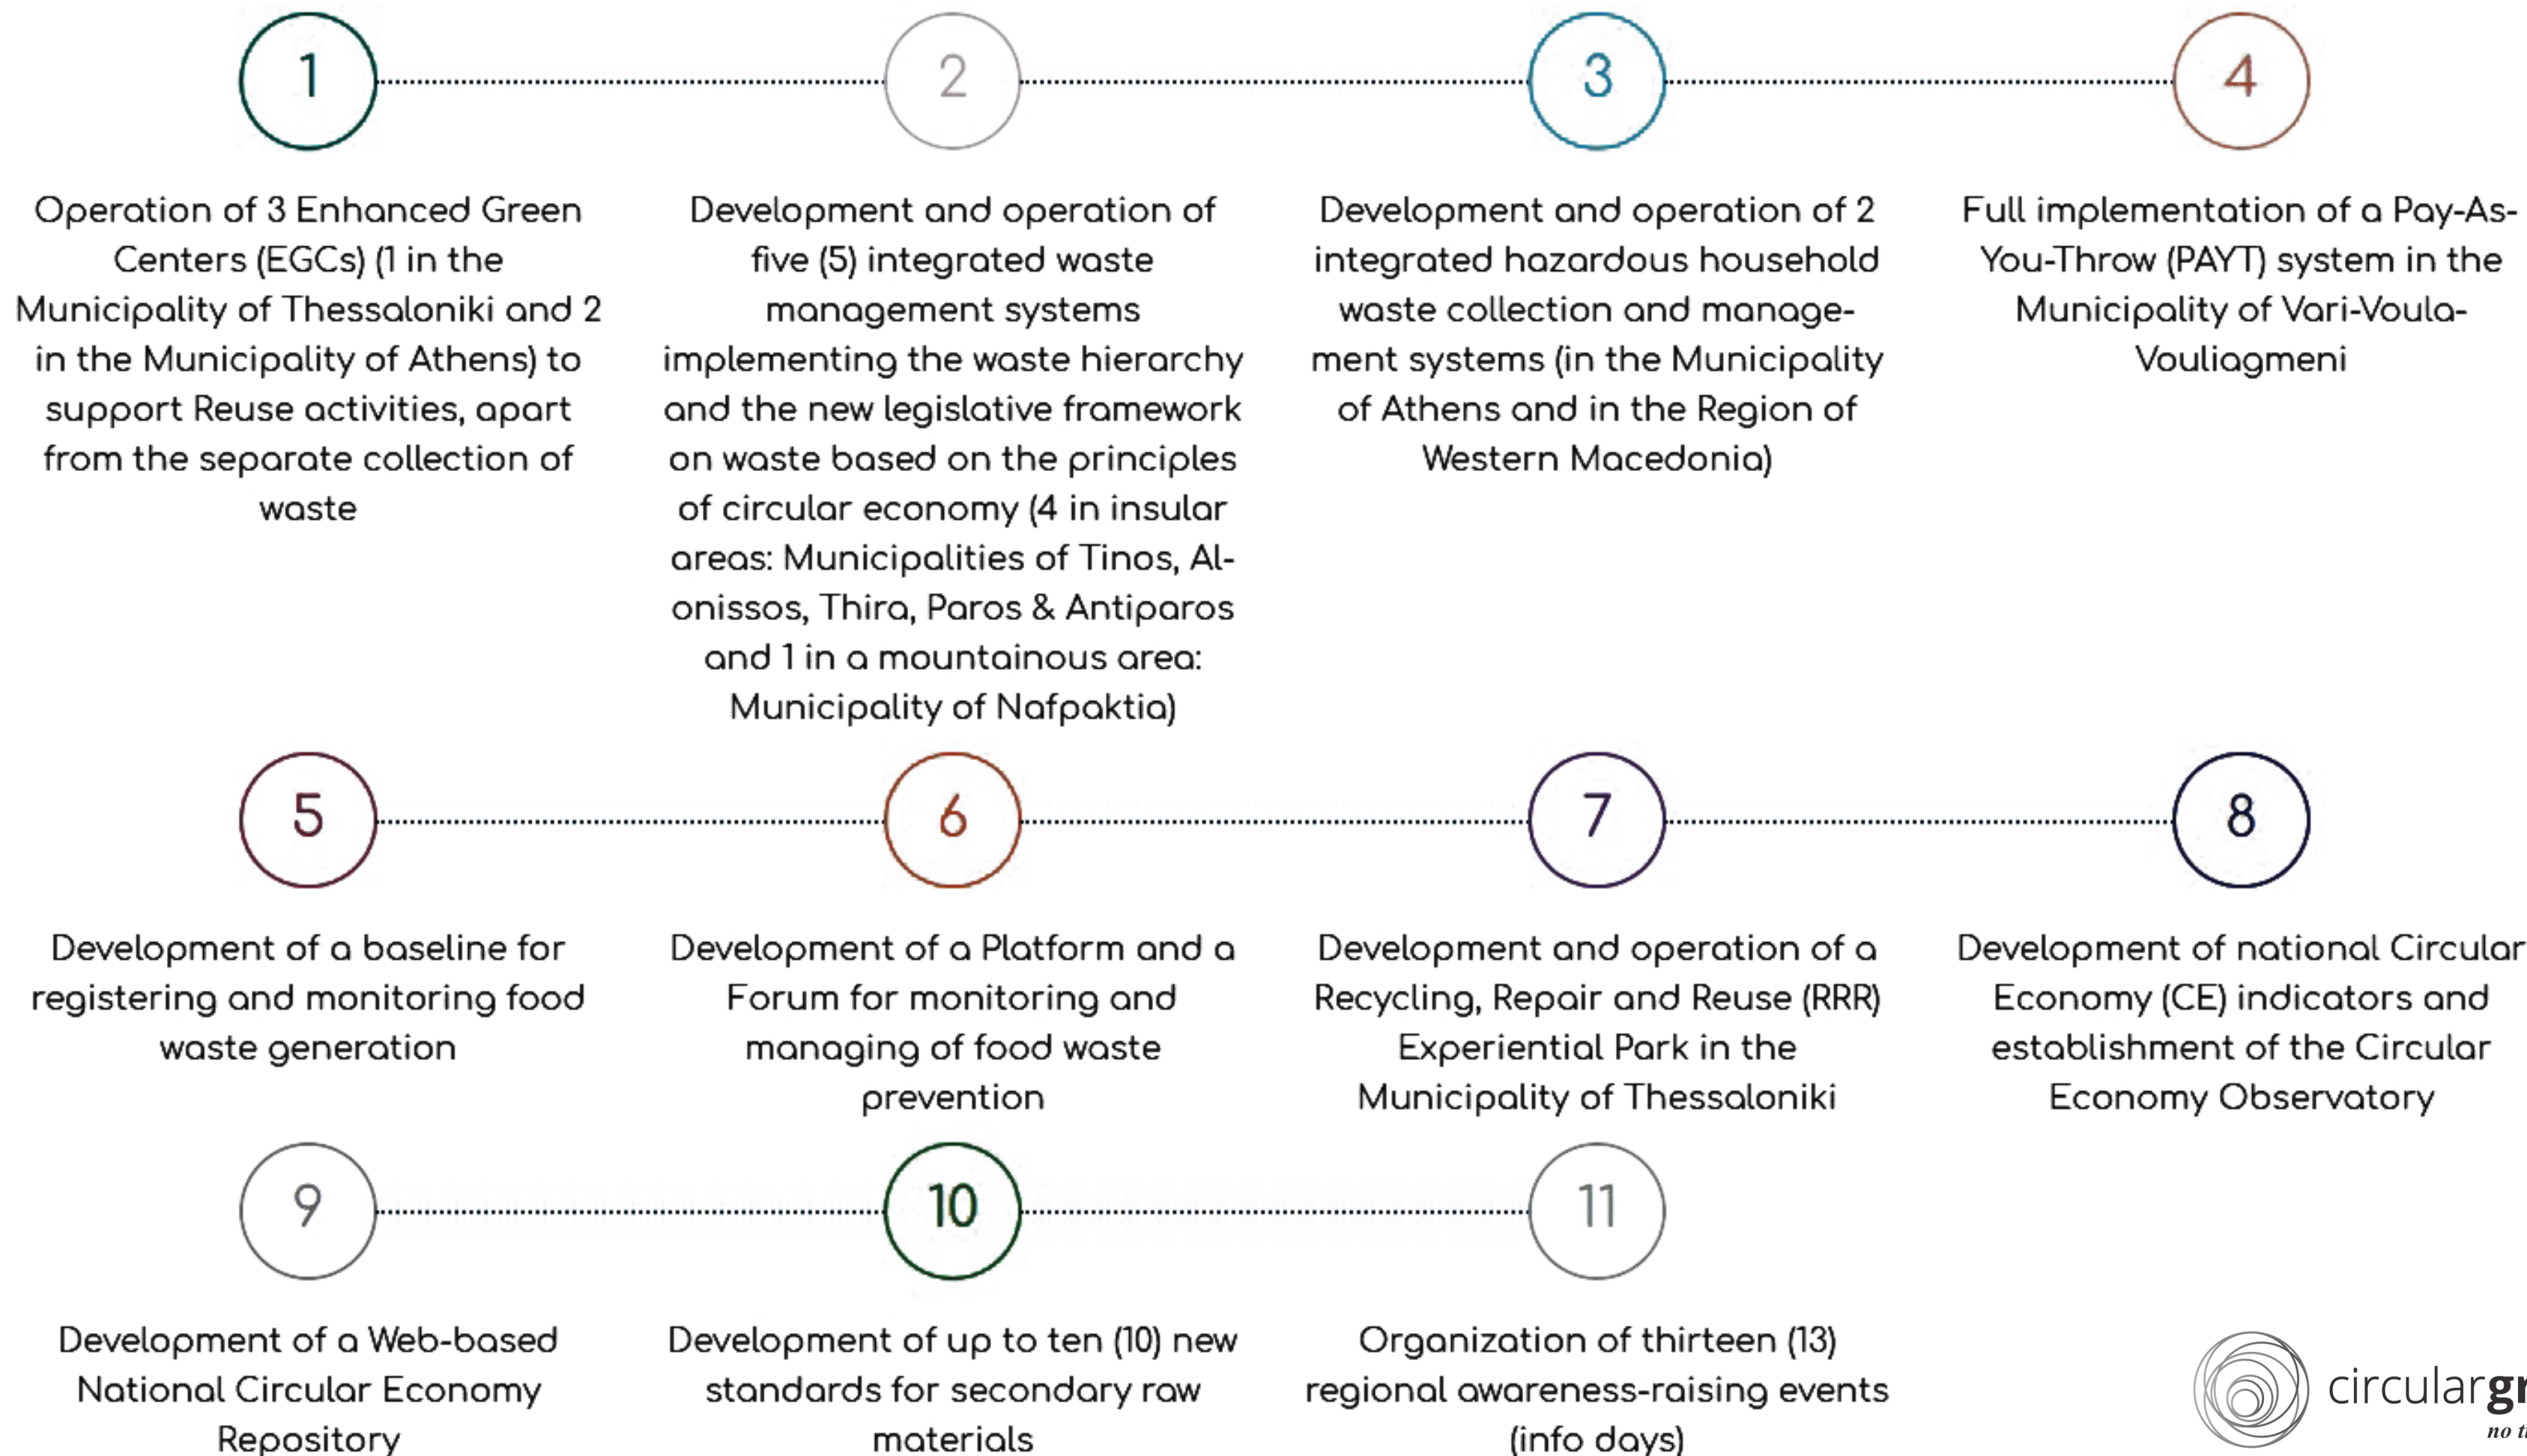 1
Operation of 3 Enhanced Green
Centers (EGCs) (1 in the
Municipality of Thessaloniki and 2
in the Municipality of Athens) to
support Reuse activities, apart
from the separate collection of
waste
2
Development and operation of
five (5) integrated waste
management systems
implementing the waste hierarchy
and the new legislative framework
on waste based on the principles
of circular economy (4 in insular
areas: Municipalities of Tinos, Al-
onissos, Thira, Paros & Antiparos
and 1 in a mountainous area:
Municipality of Nafpaktia)
3
Development and operation of 2
integrated hazardous household
waste collection and manage-
ment systems (in the Municipality
of Athens and in the Region of
Western Macedonia)
4
Full implementation of a Pay-As-
You-Throw (PAYT) system in the
Municipality of Vari-Voula-
Vouliagmeni
5
Development of a baseline for
registering and monitoring food
waste generation
6
Development of a Platform and a
Forum for monitoring and
managing of food waste
prevention
7
Development and operation of a
Recycling, Repair and Reuse (RRR)
Experiential Park in the
Municipality of Thessaloniki
8
Development of national Circular
Economy (CE) indicators and
establishment of the Circular
Economy Observatory
9
Development of a Web-based
National Circular Economy
Repository
10
Development of up to ten (10) new
standards for secondary raw
materials
11
Organization of thirteen (13)
regional awareness-raising events
(info days)
circular
no